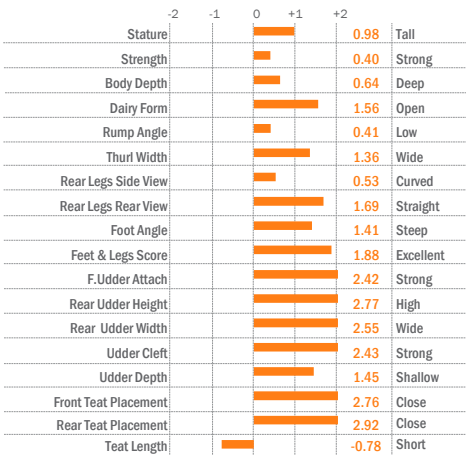 -2 -1 0 +1 +2
Stature 0.98 Tall
Strength 0.40 Strong
Body Depth 0.64 Deep
Dairy Form 1.56 Open
Rump Angle 0.41 Low
Thurl Width 1.36 Wide
Rear Legs Side View 0.53 Curved
Rear Legs Rear View 1.69 Straight
Foot Angle 1.41 Steep
Feet & Legs Score 1.88 Excellent
F.Udder Attach 2.42 Strong
Rear Udder Height 2.77 High
Rear Udder Width 2.55 Wide
Udder Cleft 2.43 Strong
Udder Depth 1.45 Shallow
Front Teat Placement 2.76 Close
Rear Teat Placement 2.92 Close
Teat Length -0.78 Short